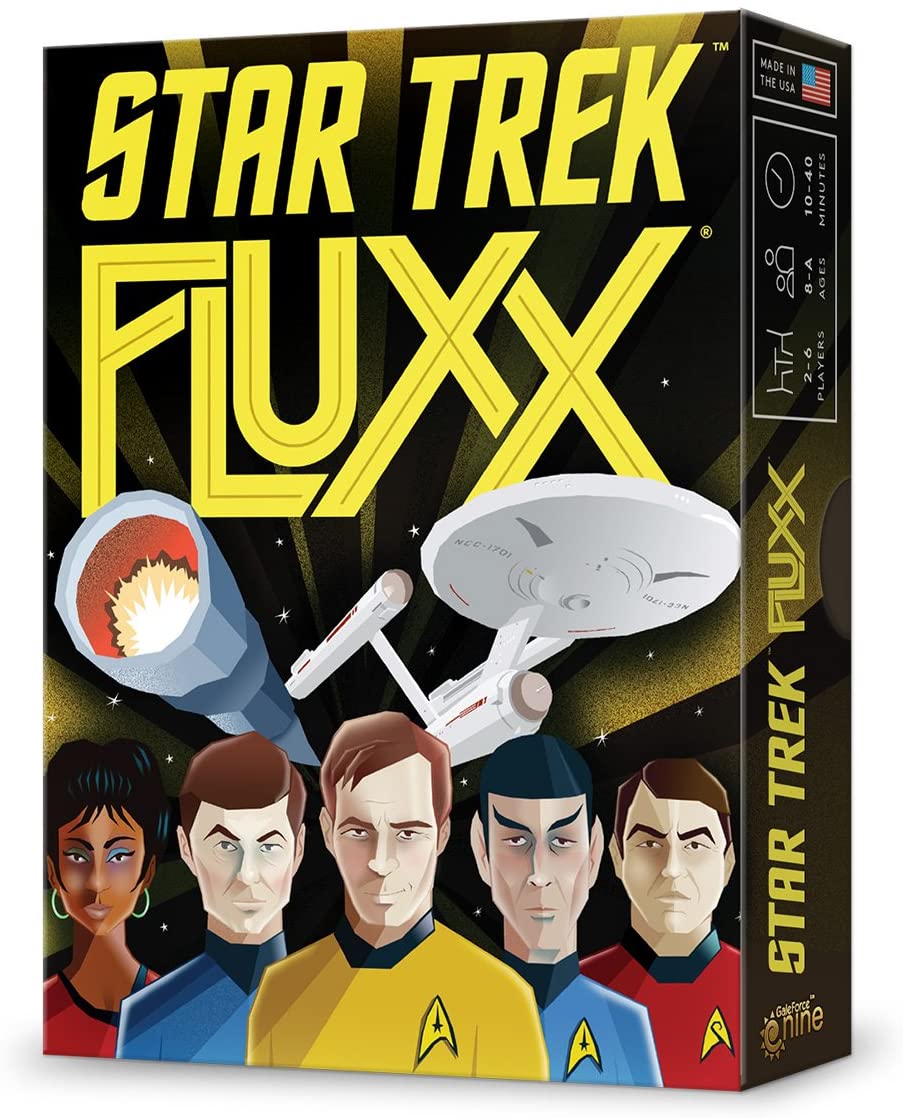 STAR TREK™
FLUXX®
NCC-1701
NCC-1701
MADE IN
THE USA
10-40
MINUTES
8-A
AGES
2-6
PLAYERS
STAR TREK™ FLUXX®
GaleForce
nine™